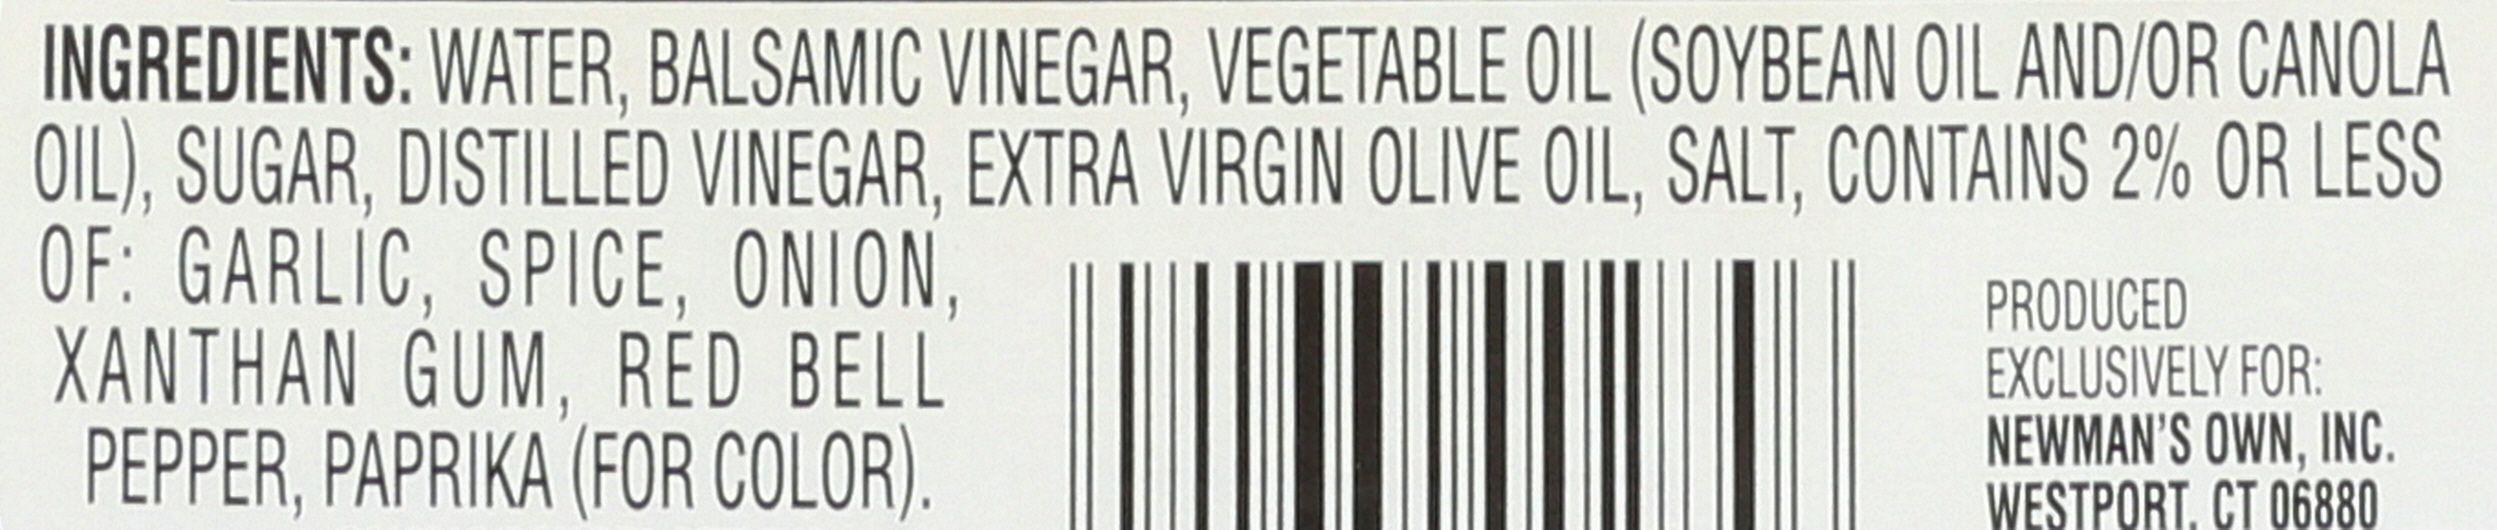 INGREDIENTS: WATER, BALSAMIC VINEGAR, VEGETABLE OIL (SOYBEAN OIL AND/OR CANOLA
OIL), SUGAR, DISTILLED VINEGAR, EXTRA VIRGIN OLIVE OIL, SALT, CONTAINS 2% OR LESS
OF: GARLIC, SPICE, ONION,
XANTHAN GUM, RED BELL
PEPPER, PAPRIKA (FOR COLOR).
PRODUCED
EXCLUSIVELY FOR:
NEWMAN'S OWN, INC.
WESTPORT, CT 06880